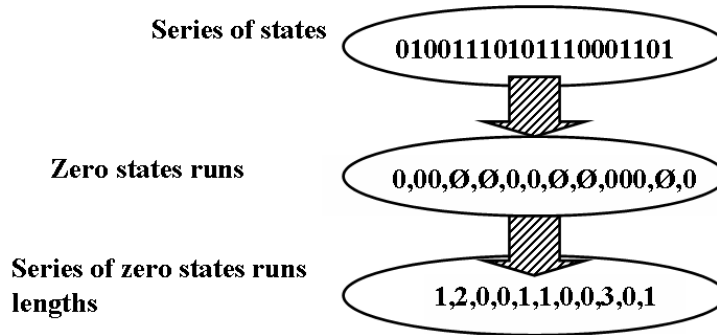 Series of states
01001110101110001101
Zero states runs
0,00,Ø,Ø,0,0,Ø,Ø,000,Ø,0
Series of zero states runs
lengths
1,2,0,0,1,1,0,0,3,0,1